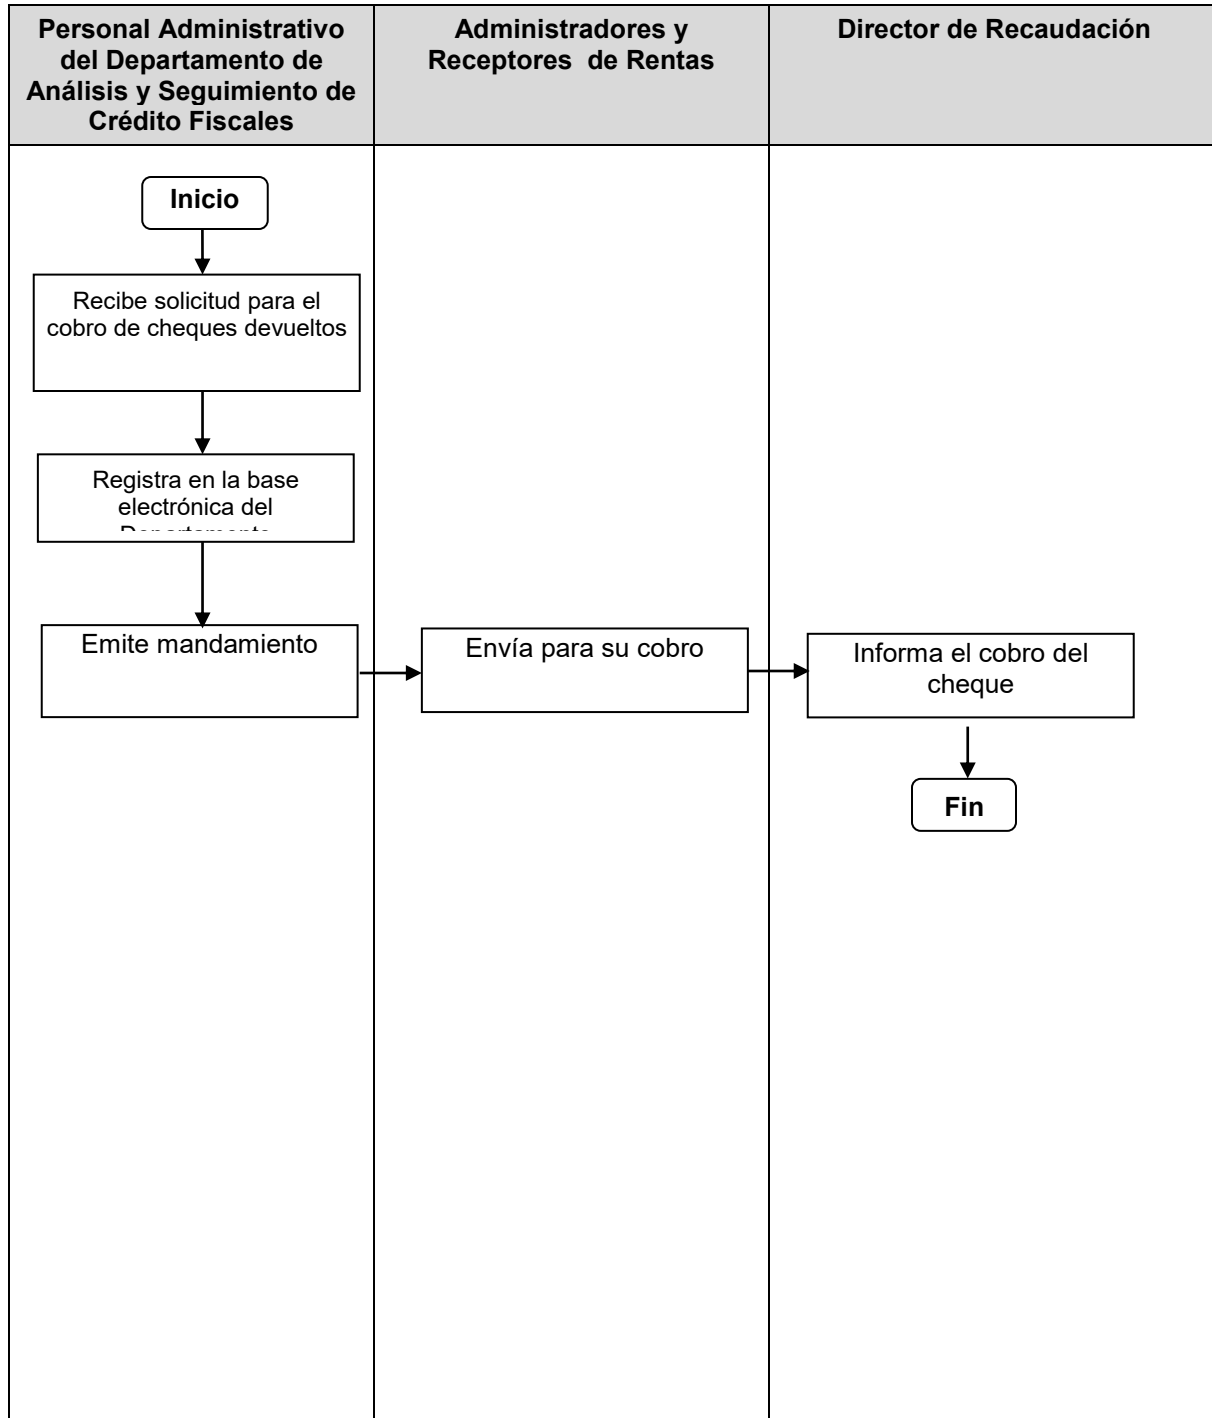 Personal Administrativo
del Departamento de
Análisis y Seguimiento de
Crédito Fiscales
Administradores y
Receptores de Rentas
Director de Recaudación
Inicio
Recibe solicitud para el
cobro de cheques devueltos
Registra en la base
electrónica del
Departamento
Emite mandamiento
Envía para su cobro
Informa el cobro del
cheque
Fin